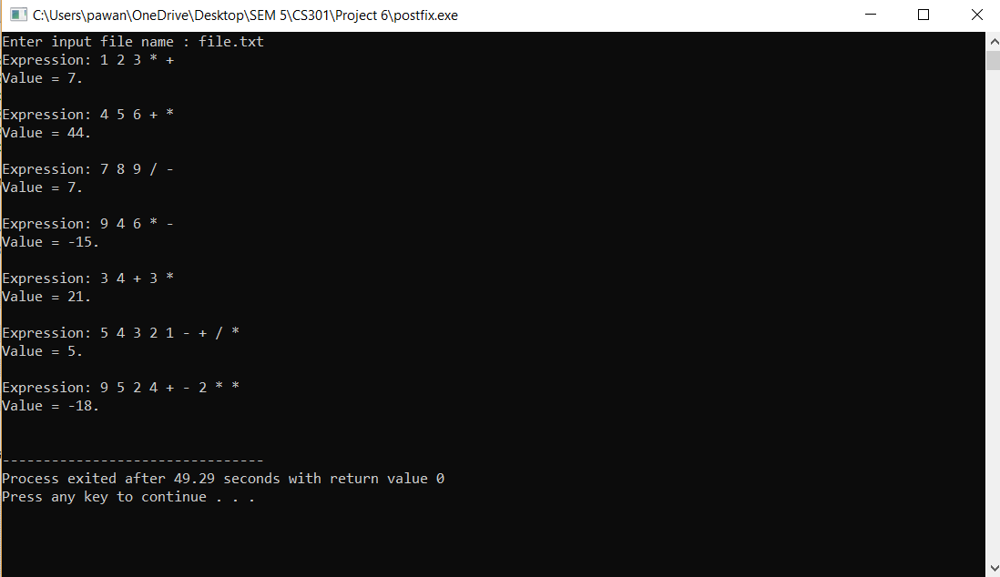 C:\Users\pawan\OneDrive\Desktop\SEM 5\CS301\Project 6\postfix.exe
Enter input file name : file.txt
Expression: 1 2 3 * +
Value = 7.
Expression: 4 5 6 + *
Value = 44.
Expression: 7 8 9 / -
Value = 7.
Expression: 9 4 6 * -
Value = -15.
Expression: 3 4 + 3 *
Value = 21.
Expression: 5 4 3 2 1 - + / *
Value = 5.
Expression: 9 5 2 4 + - 2 * *
Value = -18.
--------------------------------
Process exited after 49.29 seconds with return value 0
Press any key to continue . . .